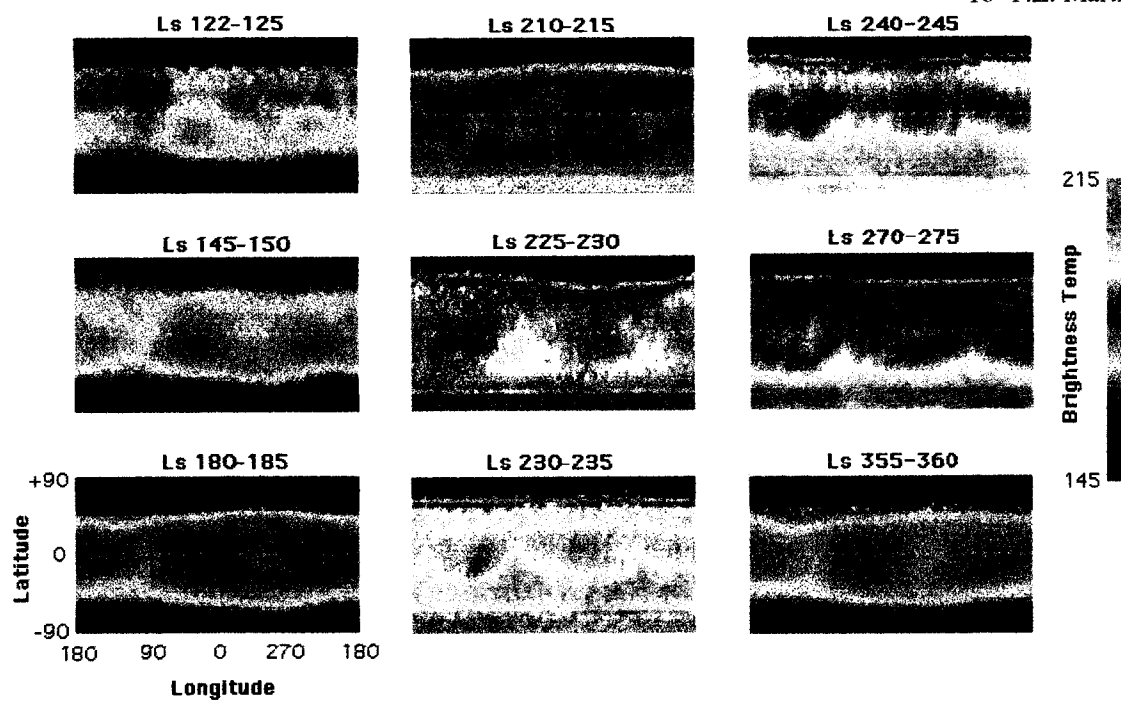 Ls 122-125
Ls 210-215
Ls 240-245
Ls 145-150
Ls 225-230
Ls 270-275
Ls 180-185
Ls 230-235
Ls 355-360
215
Brightness Temp
145
+90
Latitude
0
-90
180 90 0 270 180
Longitude